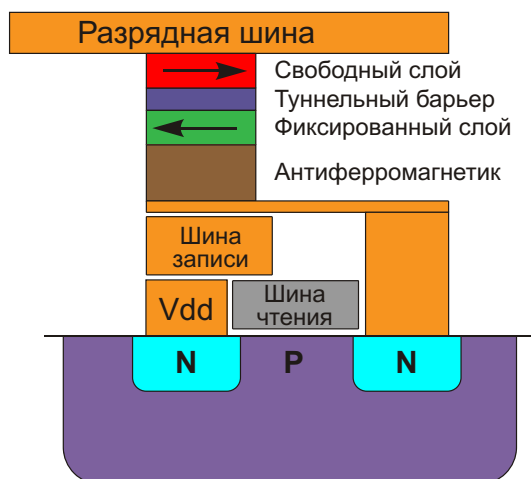 Разрядная шина
Свободный слой
Туннельный барьер
Фиксированный слой
Антиферромагнетик
Шина
записи
Vdd
Шина
чтения
N
P
N